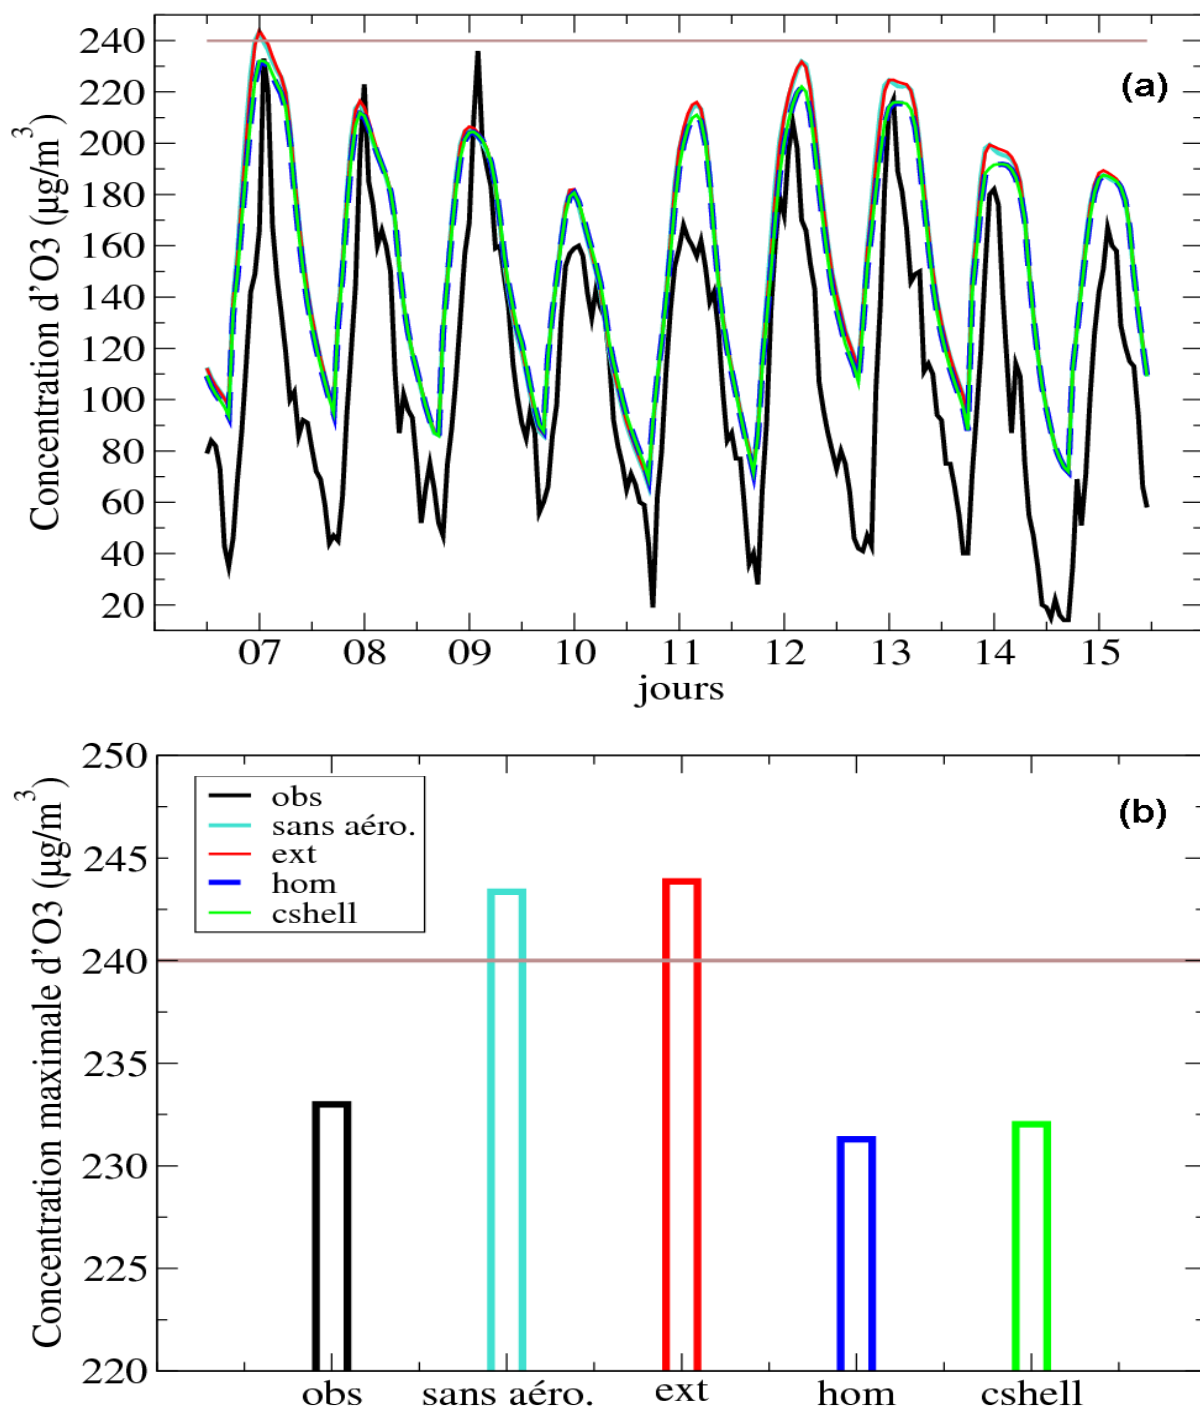 Concentration d'O3 (µg/m³)
240
220
200
180
160
140
120
100
80
60
40
20
(a)
07 08 09 10 11 12 13 14 15
jours
Concentration maximale d'O3 (µg/m³)
250
245
240
235
230
225
220
(b)
obs
sans aéro.
ext
hom
cshell
obs sans aéro. ext hom cshell